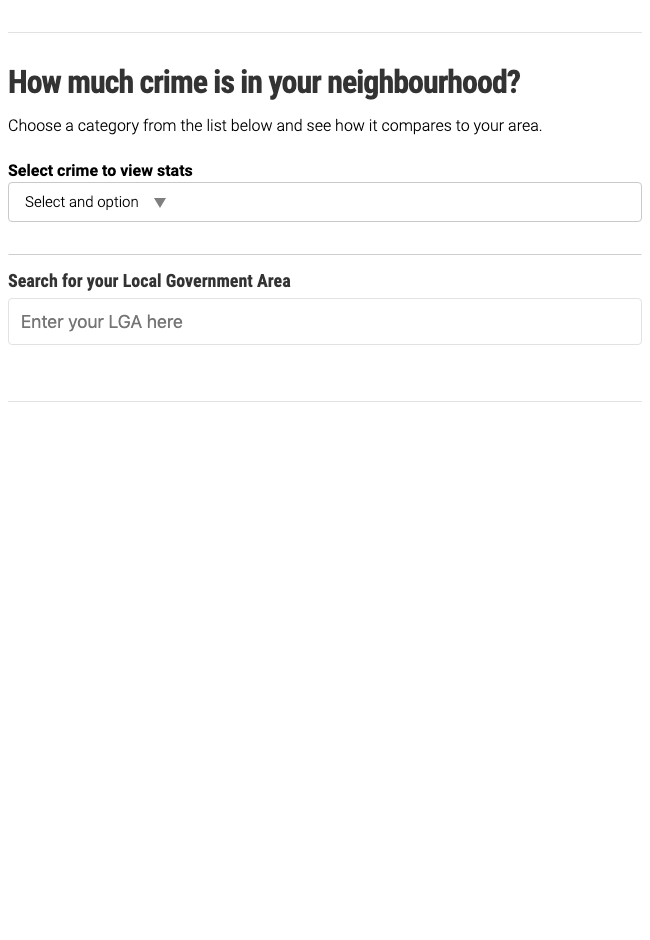 How much crime is in your neighbourhood?
Choose a category from the list below and see how it compares to your area.
Select crime to view stats
Select and option
Search for your Local Government Area
Enter your LGA here